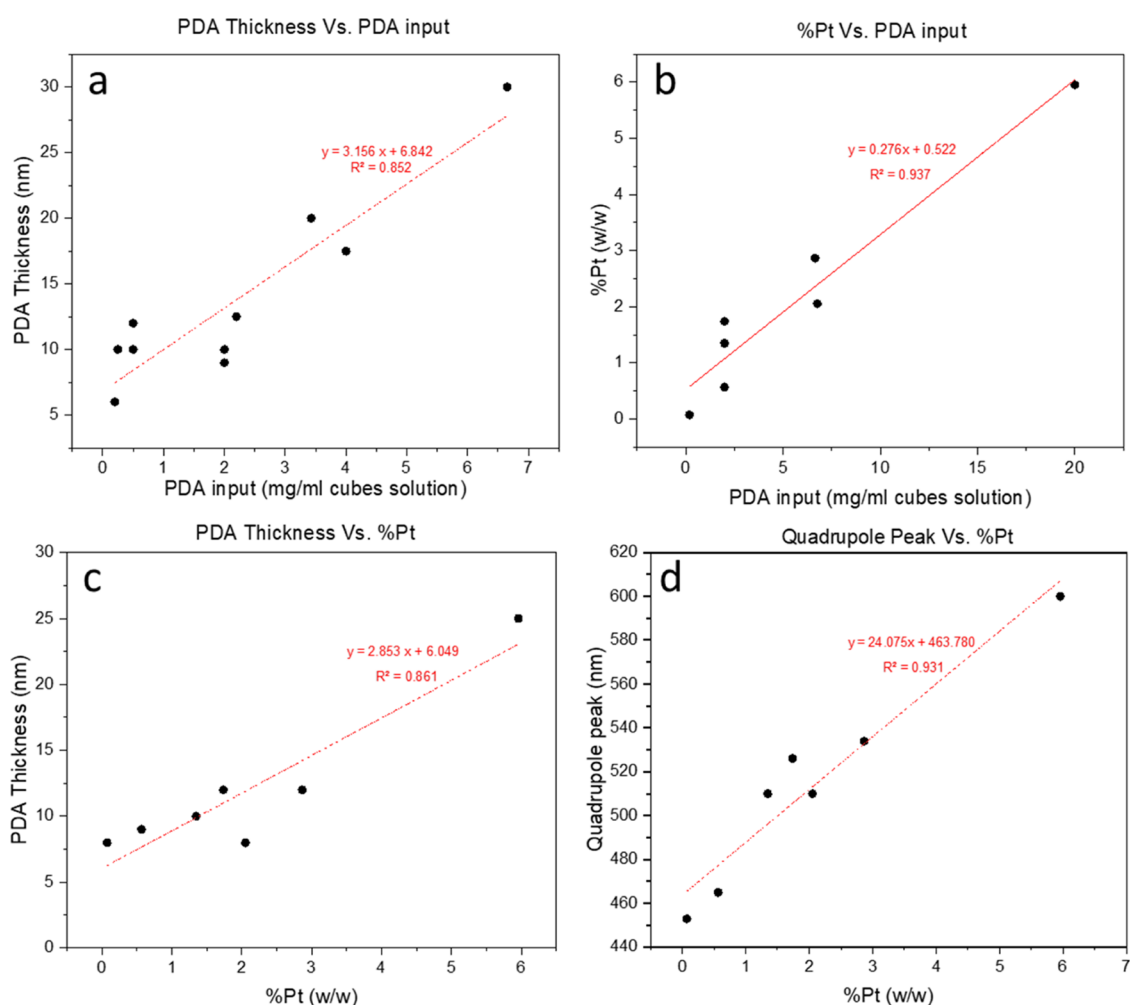 PDA Thickness Vs. PDA input
a
30
25
20
15
10
5
PDA Thickness (nm)
y = 3.156 x + 6.842
R² = 0.852
0 1 2 3 4 5 6 7
PDA input (mg/ml cubes solution)
%Pt Vs. PDA input
b
6
5
4
3
2
1
0
%Pt (w/w)
y = 0.276x + 0.522
R² = 0.937
0 5 10 15 20
PDA input (mg/ml cubes solution)
PDA Thickness Vs. %Pt
c
30
25
20
15
10
5
0
PDA Thickness (nm)
y = 2.853 x + 6.049
R² = 0.861
0 1 2 3 4 5 6
%Pt (w/w)
Quadrupole Peak Vs. %Pt
d
620
600
580
560
540
520
500
480
460
440
Quadrupole peak (nm)
y = 24.075x + 463.780
R² = 0.931
0 1 2 3 4 5 6 7
%Pt (w/w)